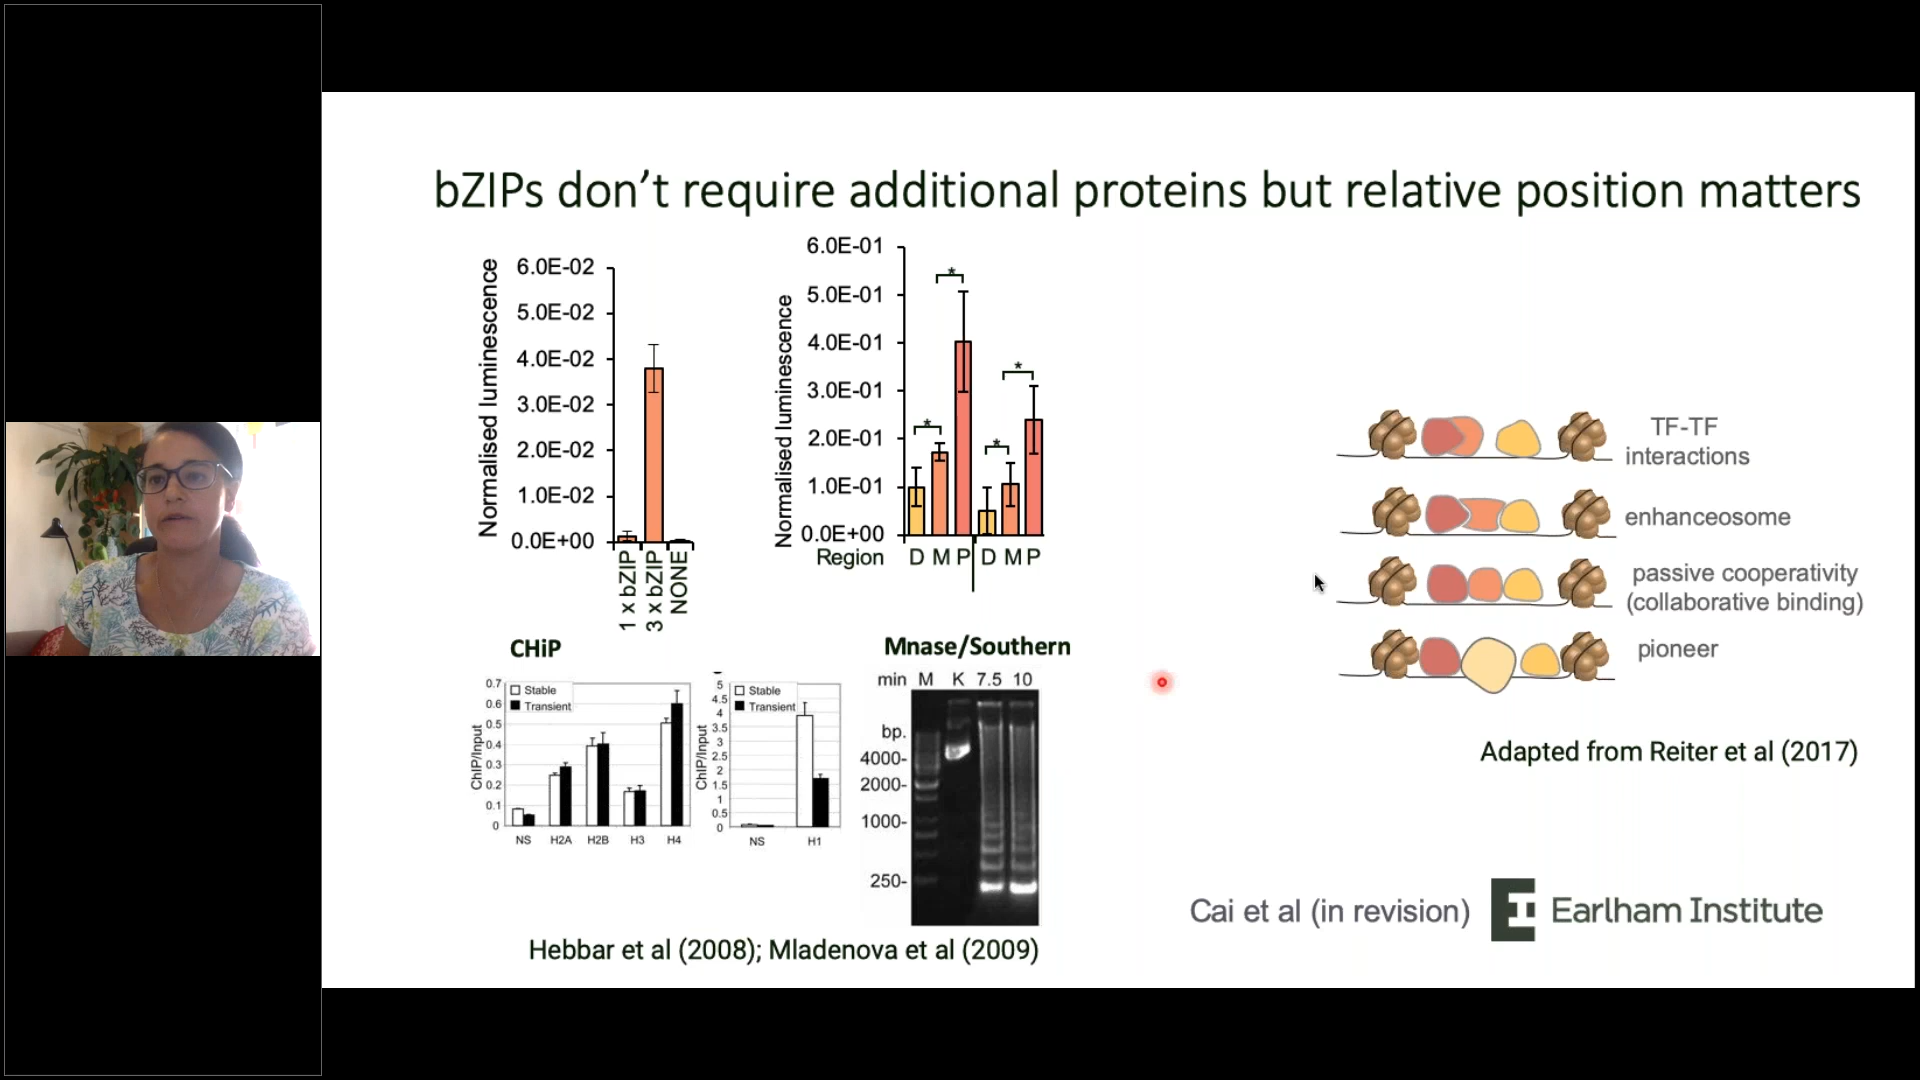 bZIPs don’t require additional proteins but relative position matters
Normalised luminescence
6.0E-02
5.0E-02
4.0E-02
3.0E-02
2.0E-02
1.0E-02
0.0E+00
1 x bZIP
3 x bZIP
NONE
Normalised luminescence
6.0E-01
5.0E-01
4.0E-01
3.0E-01
2.0E-01
1.0E-01
0.0E+00
* * * *
Region D M P D M P
CHiP
ChIP/Input
0.7
0.6
0.5
0.4
0.3
0.2
0.1
0
Stable
Transient
NS H2A H2B H3 H4
ChIP/Input
5
4.5
4
3.5
3
2.5
2
1.5
1
0.5
0
Stable
Transient
NS H1
Mnase/Southern
min M K 7.5 10
bp.
4000-
2000-
1000-
250-
Hebbar et al (2008); Mladenova et al (2009)
TF-TF
interactions
enhanceosome
passive cooperativity
(collaborative binding)
pioneer
Adapted from Reiter et al (2017)
Cai et al (in revision)
Earlham Institute